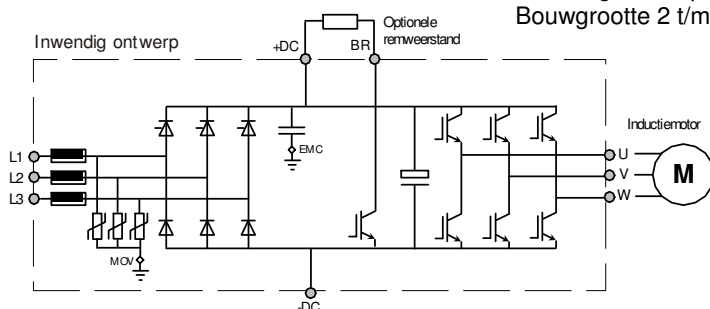 Bouwgrootte 2 t/m
Optionele
remweerstand
Inwendig ontwerp
+DC
BR
EMC
Inductiemotor
L1
L2
L3
U
V
W
M
MOV
-DC